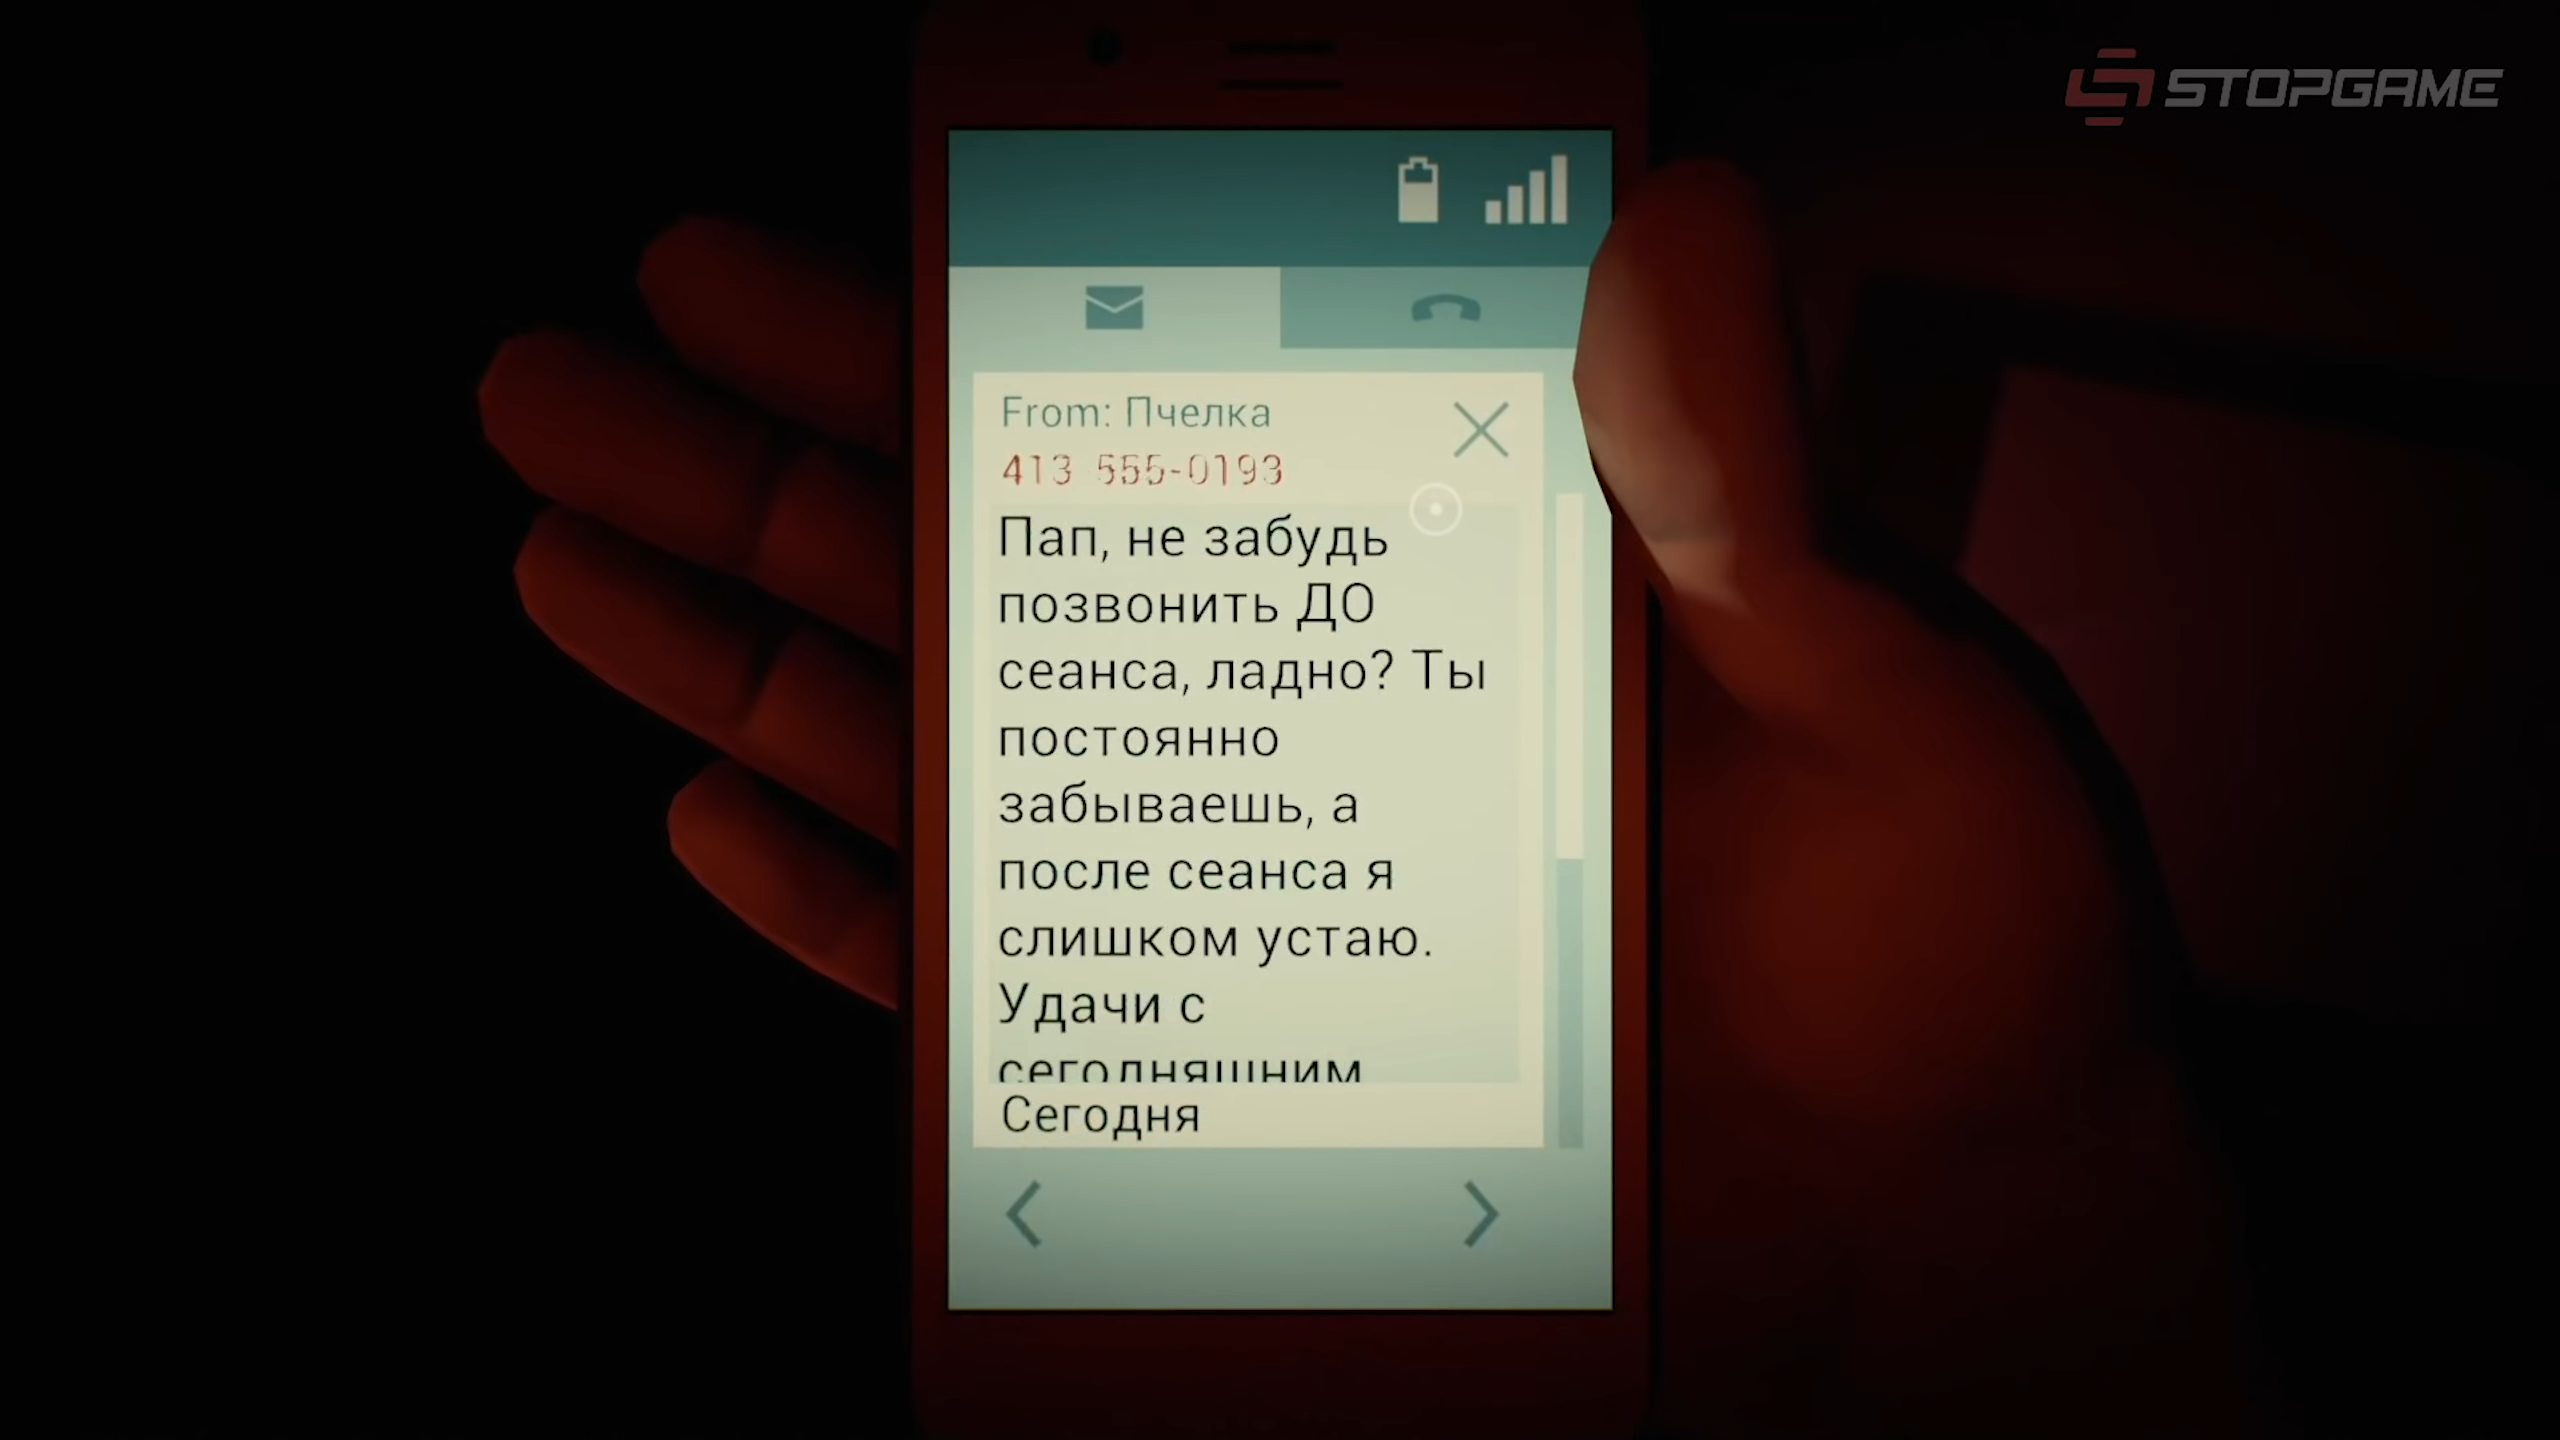 STOPGAME
From: Пчелка
413 555-0193
Пап, не забудь
позвонить ДО
сеанса, ладно? Ты
постоянно
забываешь, а
после сеанса я
слишком устаю.
Удачи с
сегодняшним
Сегодня